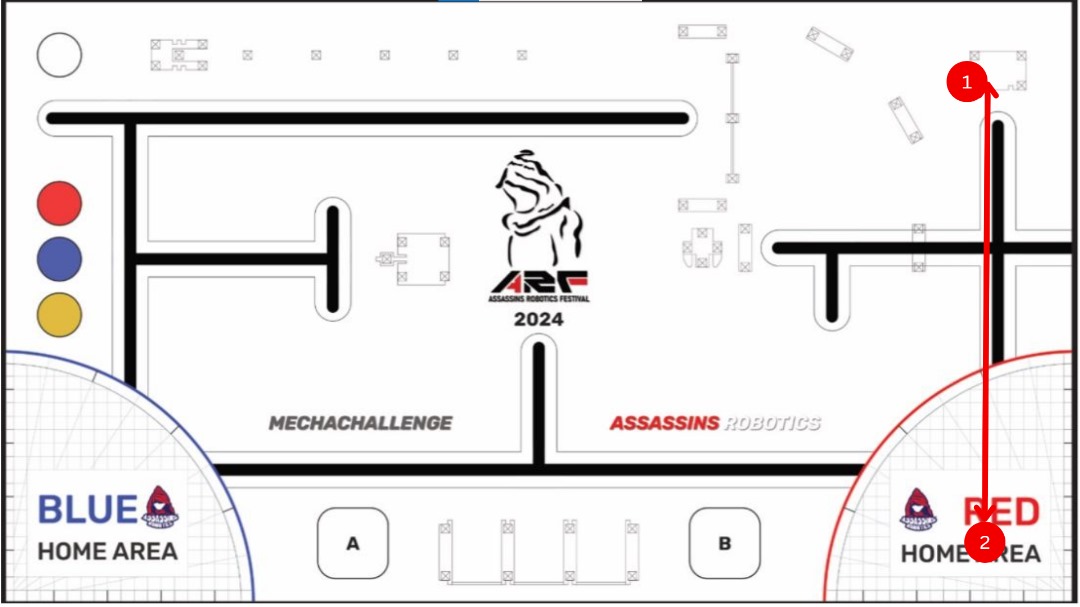 1
ARF
ASSASSINS ROBOTICS FESTIVAL
2024
MECHACHALLENGE
ASSASSINS ROBOTICS
BLUE
HOME AREA
A
B
RED
HOME AREA
2